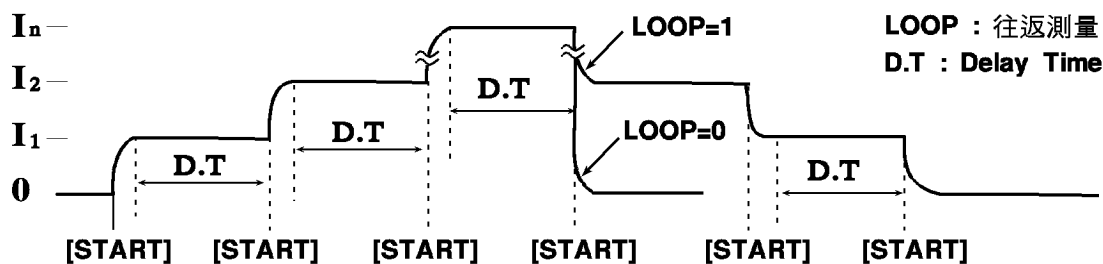 Iₙ
LOOP=1
LOOP : 往返測量
D.T : Delay Time
I₂
D.T
I₁
D.T
LOOP=0
D.T
D.T
0
[START] [START] [START] [START] [START] [START]